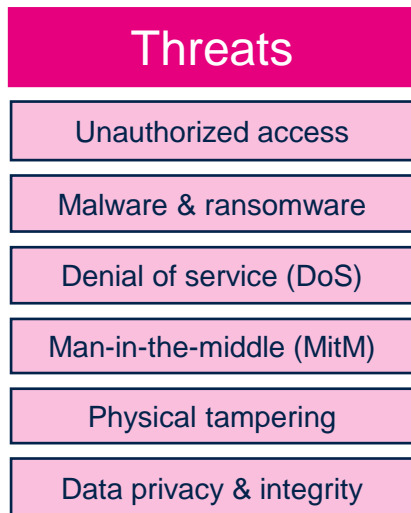 Threats
Unauthorized access
Malware & ransomware
Denial of service (DoS)
Man-in-the-middle (MitM)
Physical tampering
Data privacy & integrity